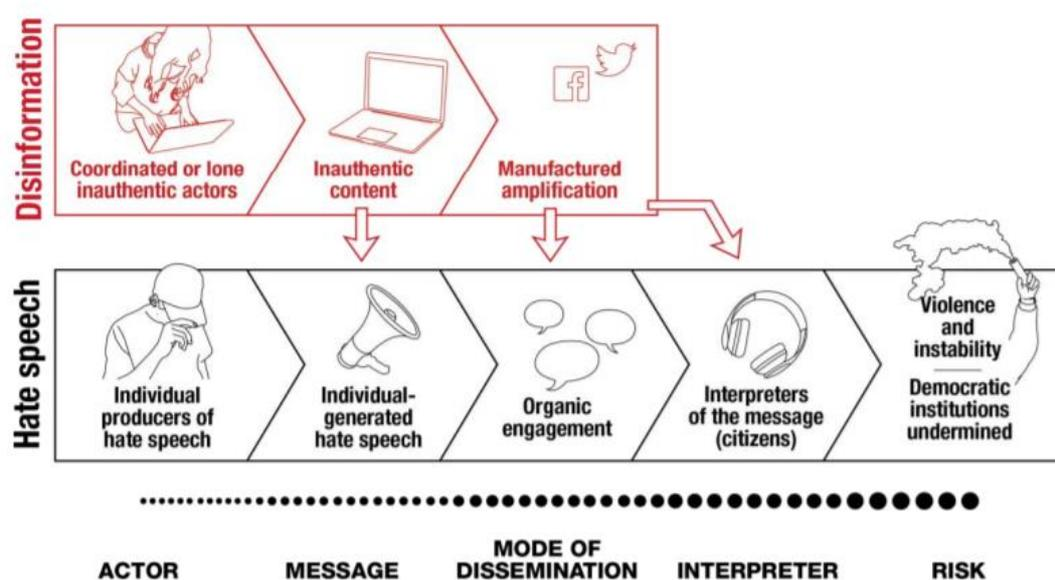 Disinformation
Coordinated or lone
inauthentic actors
Inauthentic
content
Manufactured
amplification
Hate speech
Individual
producers of
hate speech
Individual-
generated
hate speech
Organic
engagement
Interpreters
of the message
(citizens)
Violence
and
instability
Democratic
institutions
undermined
ACTOR
MESSAGE
MODE OF
DISSEMINATION
INTERPRETER
RISK